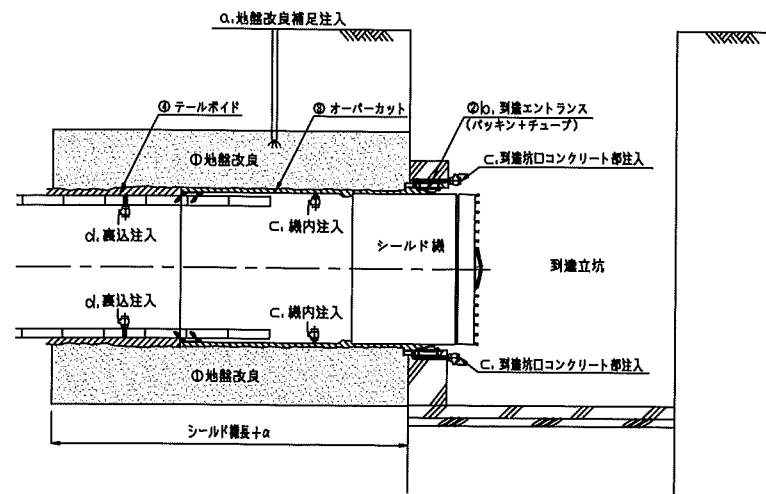 a.地盤改良補足注入
④テールボイド
③オーバーカット
②b.到達エントランス
(パッキン+チューブ)
c.到達坑口コンクリート部注入
①地盤改良
d.裏込注入
c.機内注入
シールド機
到達立坑
d.裏込注入
c.機内注入
c.到達坑口コンクリート部注入
①地盤改良
シールド機長+α